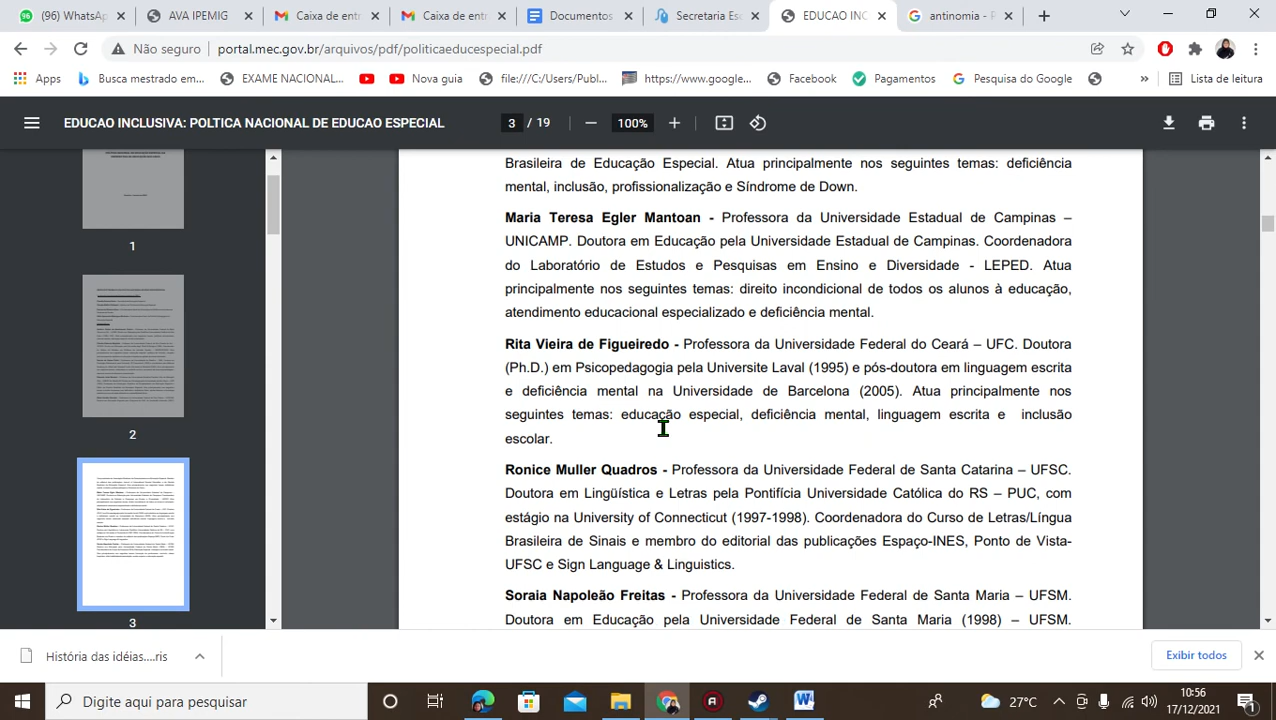 (96) WhatsA
AVA IPEMIG
Caixa de entr
Caixa de entr
Documentos
Secretaria Esc
EDUCAO INC
antinomia - P
Não seguro
portal.mec.gov.br/arquivos/pdf/politicaeducespecial.pdf
Apps
Busca mestrado em...
EXAME NACIONAL...
Nova guia
file:///C:/Users/Publ...
https://www.google...
Facebook
Pagamentos
Pesquisa do Google
Lista de leitura
EDUCAO INCLUSIVA: POLTICA NACIONAL DE EDUCAO ESPECIAL
3 / 19
100%
1
2
3
Brasileira de Educação Especial. Atua principalmente nos seguintes temas: deficiência
mental, inclusão, profissionalização e Síndrome de Down.
Maria Teresa Egler Mantoan - Professora da Universidade Estadual de Campinas –
UNICAMP. Doutora em Educação pela Universidade Estadual de Campinas. Coordenadora
do Laboratório de Estudos e Pesquisas em Ensino e Diversidade - LEPED. Atua
principalmente nos seguintes temas: direito incondicional de todos os alunos à educação,
atendimento educacional especializado e deficiência mental.
Rita Vieira de Figueiredo - Professora da Universidade Federal do Ceará – UFC. Doutora
(Ph.D.) em Psicopedagogia pela Universite Laval (1995) e pós-doutora em linguagem escrita
e deficiência mental na Universidade de Barcelona (2005). Atua principalmente nos
seguintes temas: educação especial, deficiência mental, linguagem escrita e inclusão
escolar.
Ronice Muller Quadros - Professora da Universidade Federal de Santa Catarina – UFSC.
Doutora em Lingüística e Letras pela Pontifícia Universidade Católica do RS – PUC, com
estágio na University of Connecticut (1997-1998). Coordenadora do Curso de Letras/Língua
Brasileira de Sinais e membro do editorial das publicações Espaço-INES, Ponto de Vista-
UFSC e Sign Language & Linguistics.
Soraia Napoleão Freitas - Professora da Universidade Federal de Santa Maria – UFSM.
Doutora em Educação pela Universidade Federal de Santa Maria (1998) – UFSM.
História das idéias....ris
Exibir todos
Digite aqui para pesquisar
27°C
10:56
17/12/2021
1